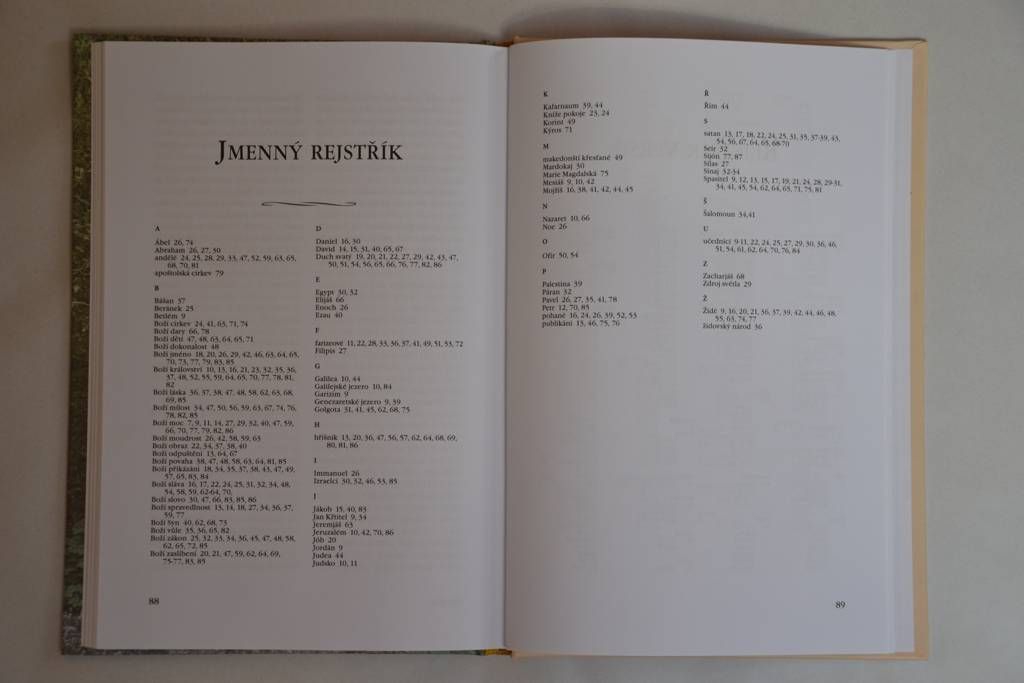 JMENNÝ REJSTŘÍK
A
Ábel 26, 74
Abraham 26, 27, 30
andělé 24, 25, 28, 29, 33, 47, 52, 59, 63, 65,
68, 70, 81
apoštolská církev 79
B
Bášan 37
Beránek 25
Betlém 9
Boží církev 24, 41, 63, 71, 74
Boží dary 66, 78
Boží děti 47, 48, 63, 64, 65, 71
Boží dokonalost 48
Boží jméno 18, 20, 26, 29, 42, 46, 63, 64, 65,
70, 73, 77, 79, 83, 85
Boží království 10, 13, 16, 21, 23, 32, 35, 36,
37, 48, 52, 55, 59, 64, 65, 70, 77, 78, 81,
82
Boží láska 36, 37, 38, 47, 48, 58, 62, 63, 68,
69, 85
Boží milost 34, 47, 50, 56, 59, 63, 67, 74, 76,
78, 82, 85
Boží moc 7, 9, 11, 14, 27, 29, 32, 40, 47, 59,
66, 70, 77, 79, 82, 86
Boží moudrost 26, 42, 58, 59, 63
Boží obraz 22, 34, 37, 38, 40
Boží odpuštění 13, 64, 67
Boží povaha 38, 47, 48, 58, 63, 64, 81, 85
Boží přikázání 18, 34, 35, 37, 38, 43, 47, 49,
57, 65, 83, 84
Boží sláva 16, 17, 22, 24, 25, 31, 32, 34, 48,
54, 58, 59, 62-64, 70,
Boží slovo 30, 47, 66, 83, 85, 86
Boží spravedlnost 13, 14, 18, 27, 34, 36, 37,
59, 77
Boží Syn 40, 62, 68, 73
Boží vůle 35, 36, 65, 82
Boží zákon 25, 32, 33, 34, 36, 45, 47, 48, 58,
62, 65, 72, 85
Boží zaslíbení 20, 21, 47, 59, 62, 64, 69,
75-77, 83, 85
D
Daniel 16, 30
David 14, 15, 31, 40, 65, 67
Duch svatý 19, 20, 21, 22, 27, 29, 42, 43, 47,
50, 51, 54, 56, 65, 66, 76, 77, 82, 86
E
Egypt 30, 32
Elijáš 66
Enoch 26
Ezau 40
F
farizeové 11, 22, 28, 33, 36, 37, 41, 49, 51, 53, 72
Filipis 27
G
Galilea 10, 44
Galilejské jezero 10, 84
Garizim 9
Genezaretské jezero 9, 39
Golgota 31, 41, 45, 62, 68, 75
H
hříšník 13, 20, 36, 47, 56, 57, 62, 64, 68, 69,
80, 81, 86
I
Immanuel 26
Izraelci 30, 32, 46, 53, 85
J
Jákob 15, 40, 83
Jan Křtitel 9, 34
Jeremjáš 63
Jeruzalém 10, 42, 70, 86
Jób 20
Jordán 9
Judea 44
Judsko 10, 11
88
K
Kafarnaum 39, 44
Kníže pokoje 23, 24
Korint 49
Kýros 71
M
makedonští křesťané 49
Mardokaj 30
Marie Magdalská 75
Mesiáš 9, 10, 42
Mojžíš 16, 38, 41, 42, 44, 45
N
Nazaret 10, 66
Noe 26
O
Ofír 50, 54
P
Palestina 39
Páran 32
Pavel 26, 27, 35, 41, 78
Petr 12, 70, 85
pohané 16, 24, 26, 39, 52, 53
publikáni 13, 46, 75, 76
Ř
Řím 44
S
satan 13, 17, 18, 22, 24, 25, 31, 35, 37-39, 43,
54, 56, 67, 64, 65, 68-70
Seír 32
Sijón 77, 87
Sílas 27
Sinaj 32-34
Spasitel 9, 12, 13, 15, 17, 19, 21, 24, 28, 29-31,
34, 41, 45, 54, 62, 64, 65, 71, 75, 81
Š
Šalomoun 34,41
U
učedníci 9-11, 22, 24, 25, 27, 29, 30, 36, 46,
51, 54, 61, 62, 64, 70, 76, 84
Z
Zacharjáš 68
Zdroj světla 29
Ž
Židé 9, 16, 20, 21, 36, 37, 39, 42, 44, 46, 48,
55, 63, 74, 77
židovský národ 36
89